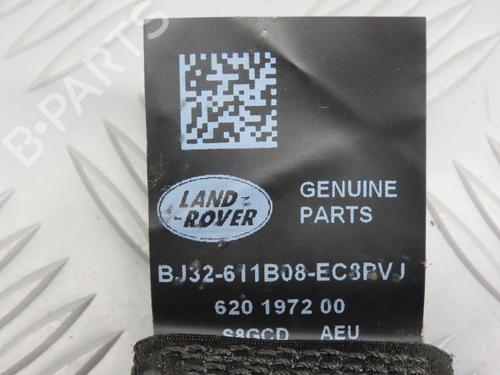 B-PARTS
LAND
ROVER
GENUINE
PARTS
BJ32-611B08-EC8PVJ
620 1972 00
S8GCD AEU